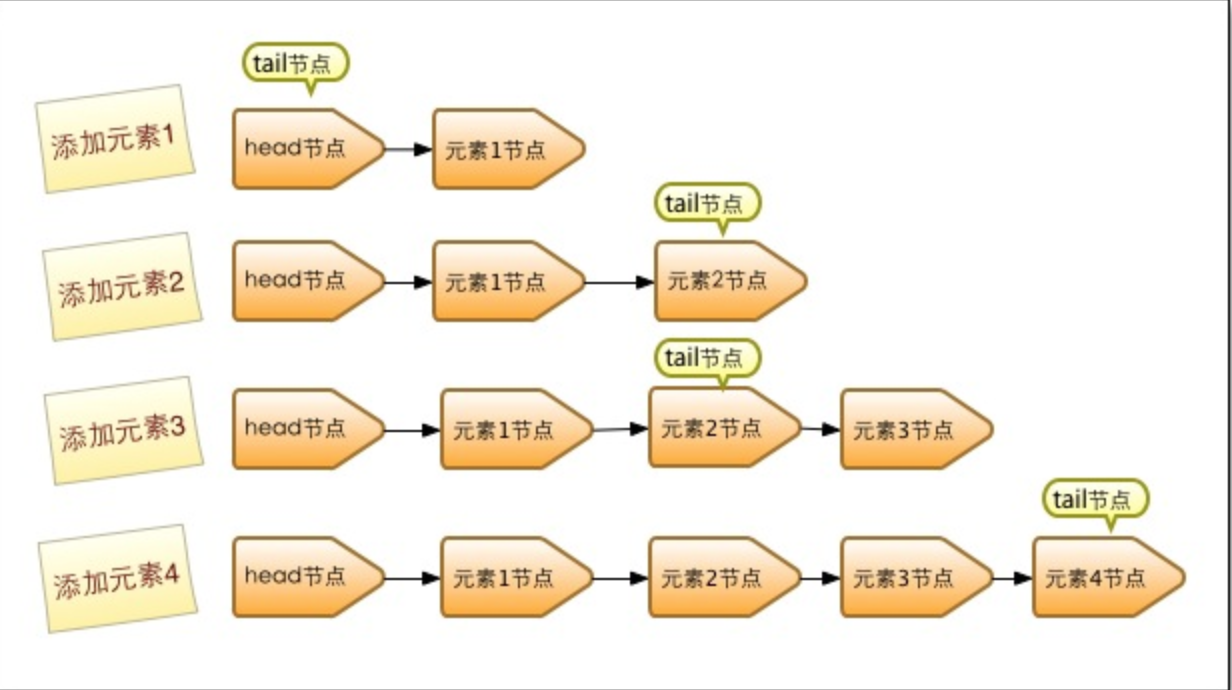 tail节点
添加元素1
head节点
元素1节点
tail节点
添加元素2
head节点
元素1节点
元素2节点
tail节点
添加元素3
head节点
元素1节点
元素2节点
元素3节点
tail节点
添加元素4
head节点
元素1节点
元素2节点
元素3节点
元素4节点